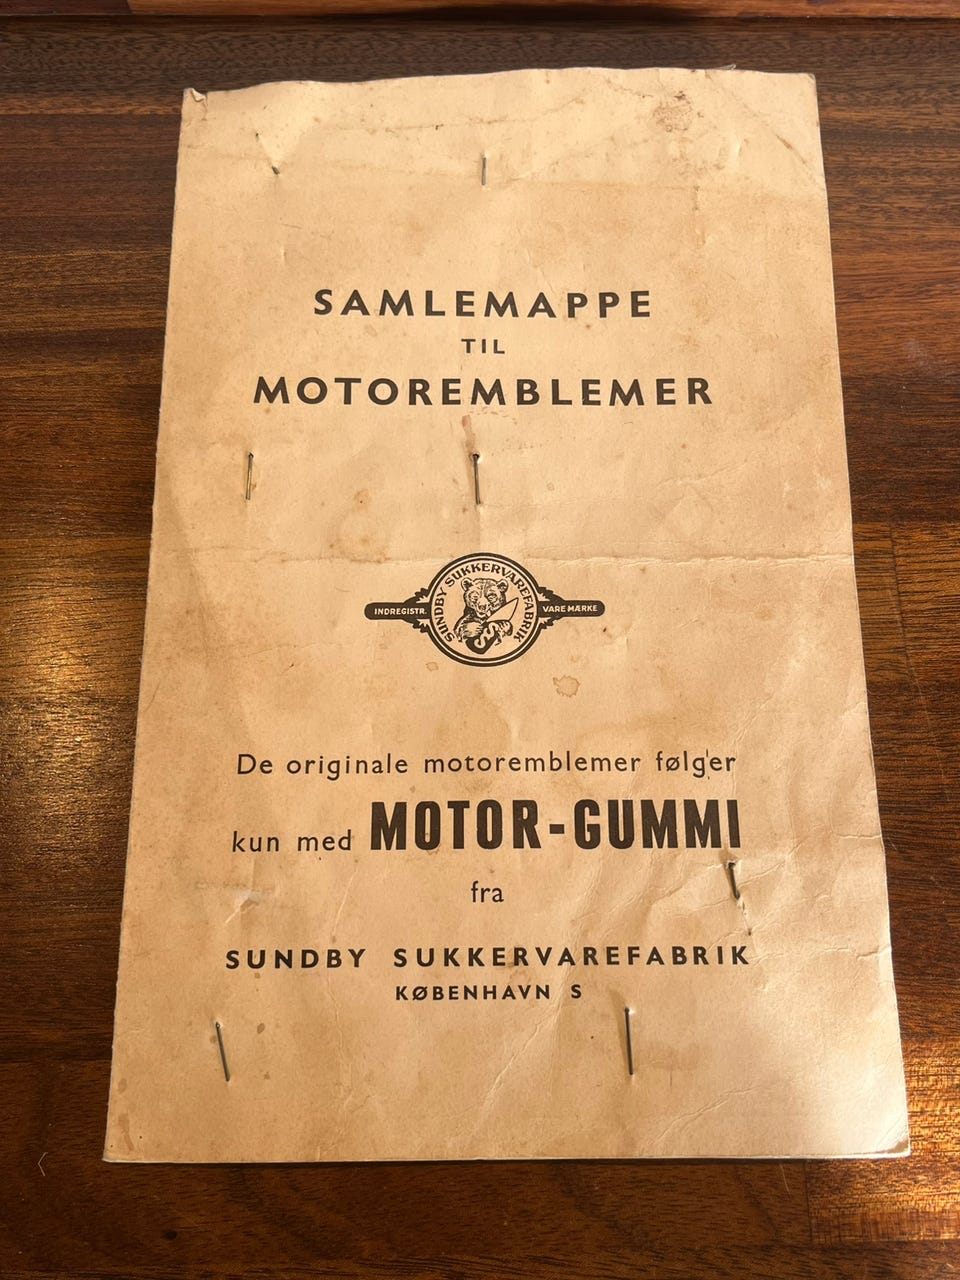 SAMLEMAPPE
TIL
MOTOREMBLEMER
SUNDBY SUKKERVAREFABRIK
INDREGISTR. VARE MÆRKE
SS
De originale motoremblemer følger
kun med MOTOR-GUMMI
fra
SUNDBY SUKKERVAREFABRIK
KØBENHAVN S